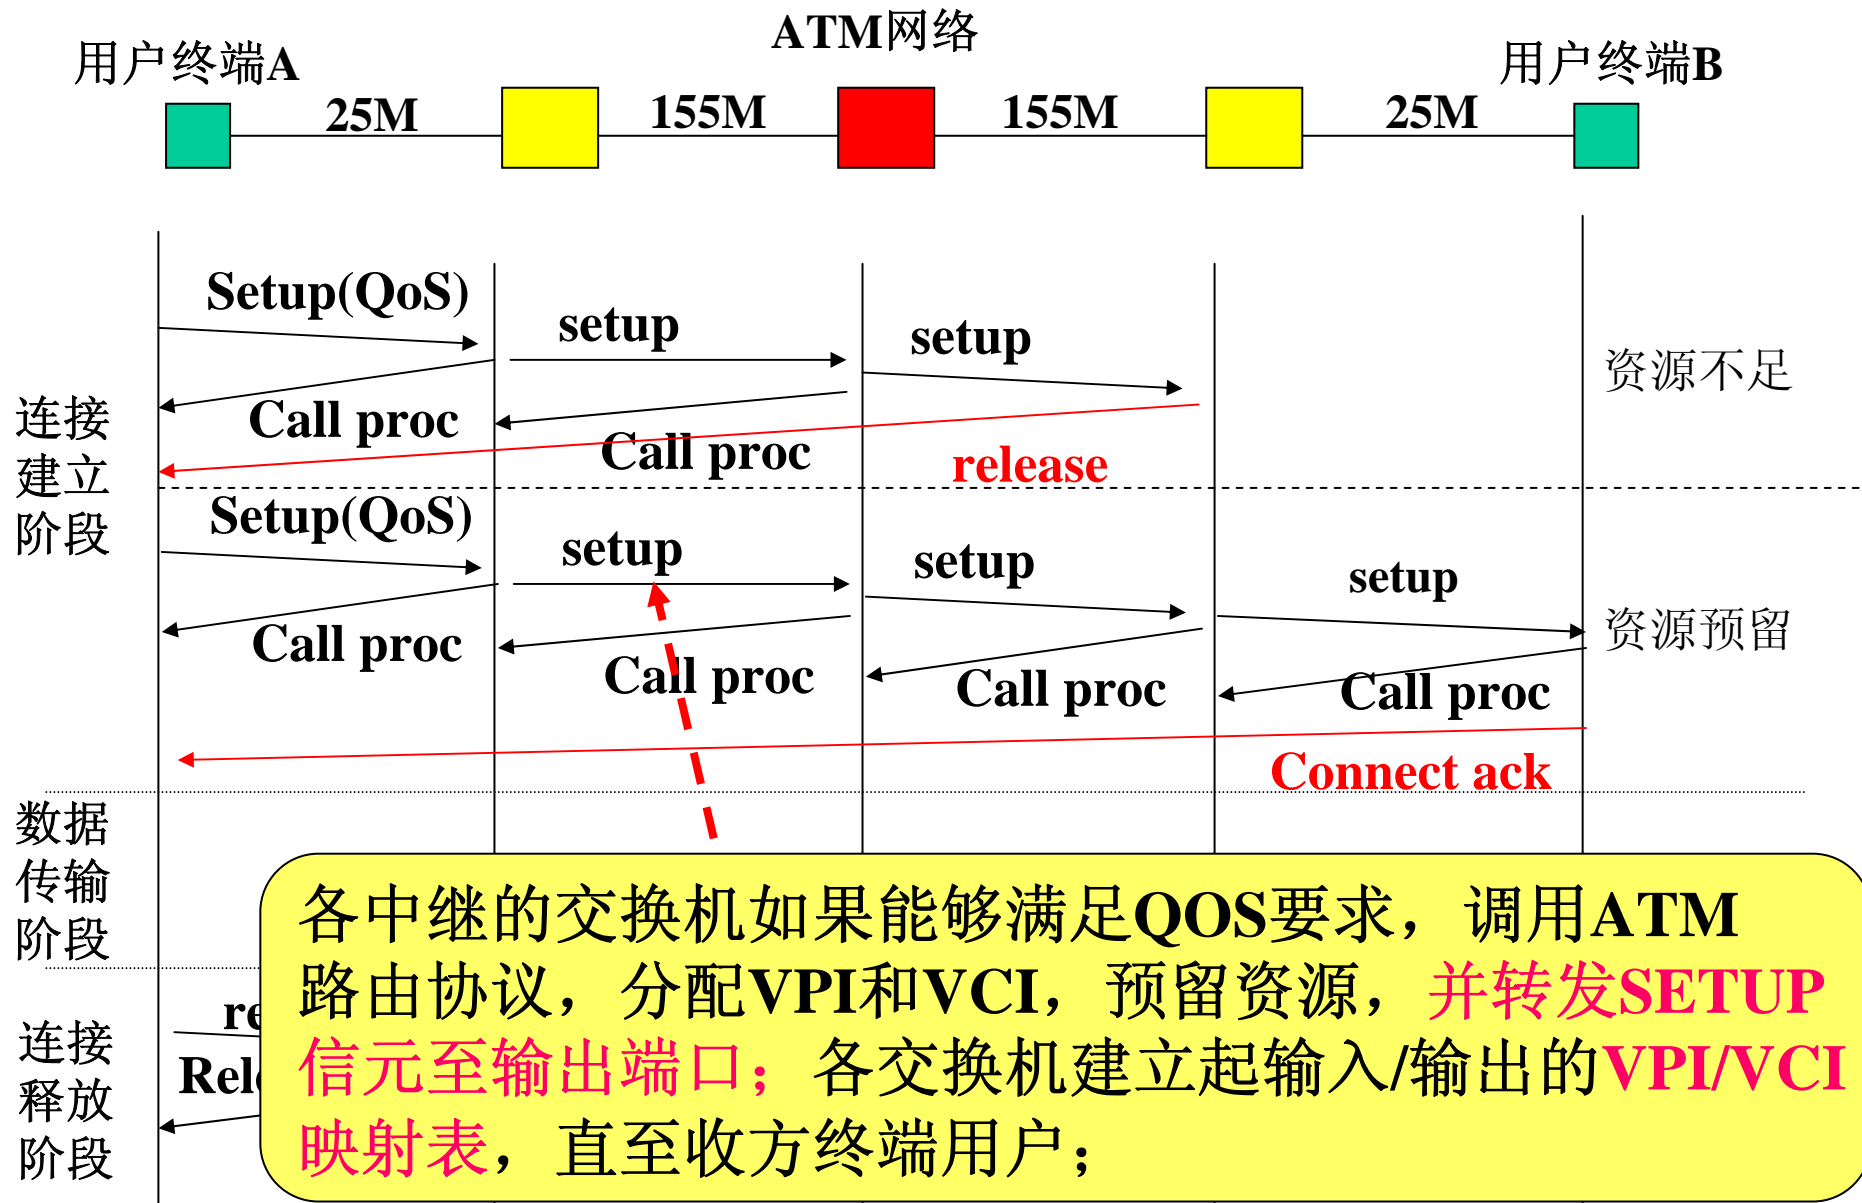 ATM网络
用户终端A
用户终端B
25M
155M
155M
25M
Setup(QoS)
setup
setup
资源不足
Call proc
Call proc
release
连接
建立
阶段
Setup(QoS)
setup
setup
setup
资源预留
Call proc
Call proc
Call proc
Call proc
Connect ack
数据
传输
阶段
各中继的交换机如果能够满足QOS要求，调用ATM
路由协议，分配VPI和VCI，预留资源，并转发SETUP
信元至输出端口；各交换机建立起输入/输出的VPI/VCI
映射表，直至收方终端用户；
连接
释放
阶段